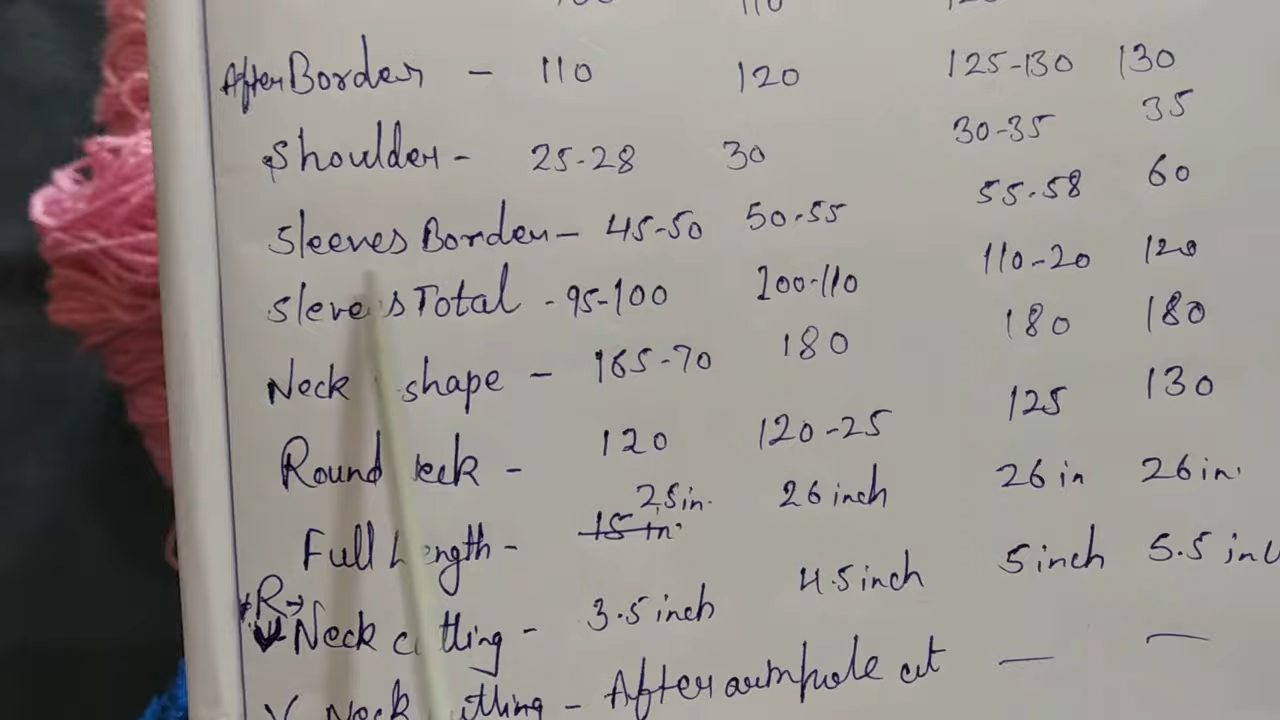 After Border - 110 120 125-130 130
Shoulder - 25-28 30 30-35 35
Sleeves Border - 45-50 50-55 55-58 60
Sleves Total - 95-100 100-110 110-20 120
Neck shape - 165-70 180 180 180
Round - 120 120-25 125 130
Full Length - 15 in. 25 in. 26 inch 26 in 26 in.
R → Neck cutting - 3.5 inch 4.5 inch 5 inch 5.5 inc
V Neck cutting - After armhole cut — —